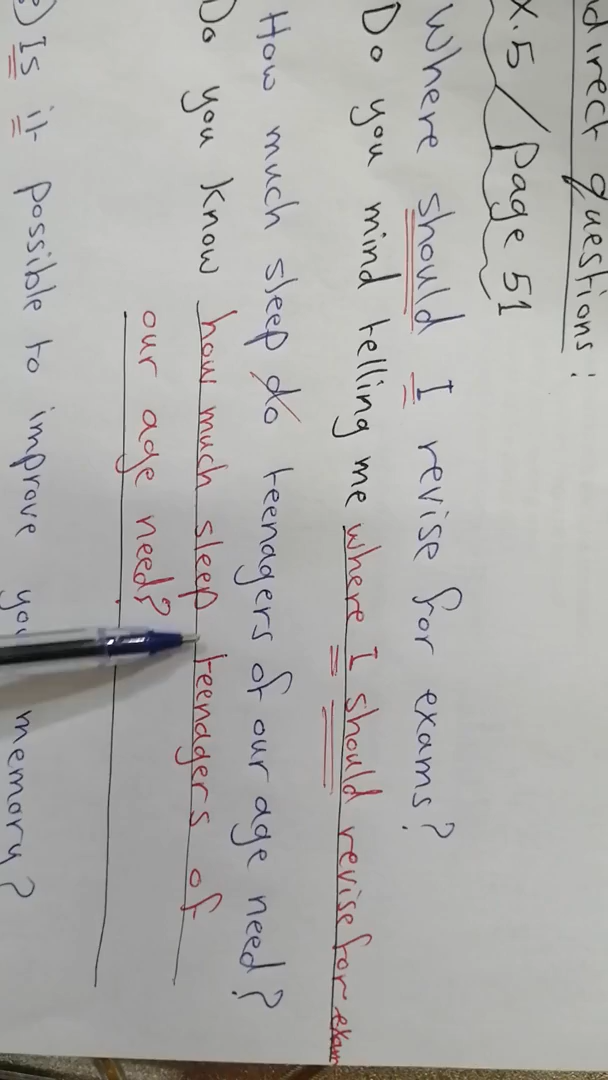 direct questions:
x.5/Page 51
Where should I revise for exams?
Do you mind telling me where I should revise for exam
How much sleep do teenagers of our age need?
Do you know how much sleep teenagers of
our age need?
Is it possible to improve memory?